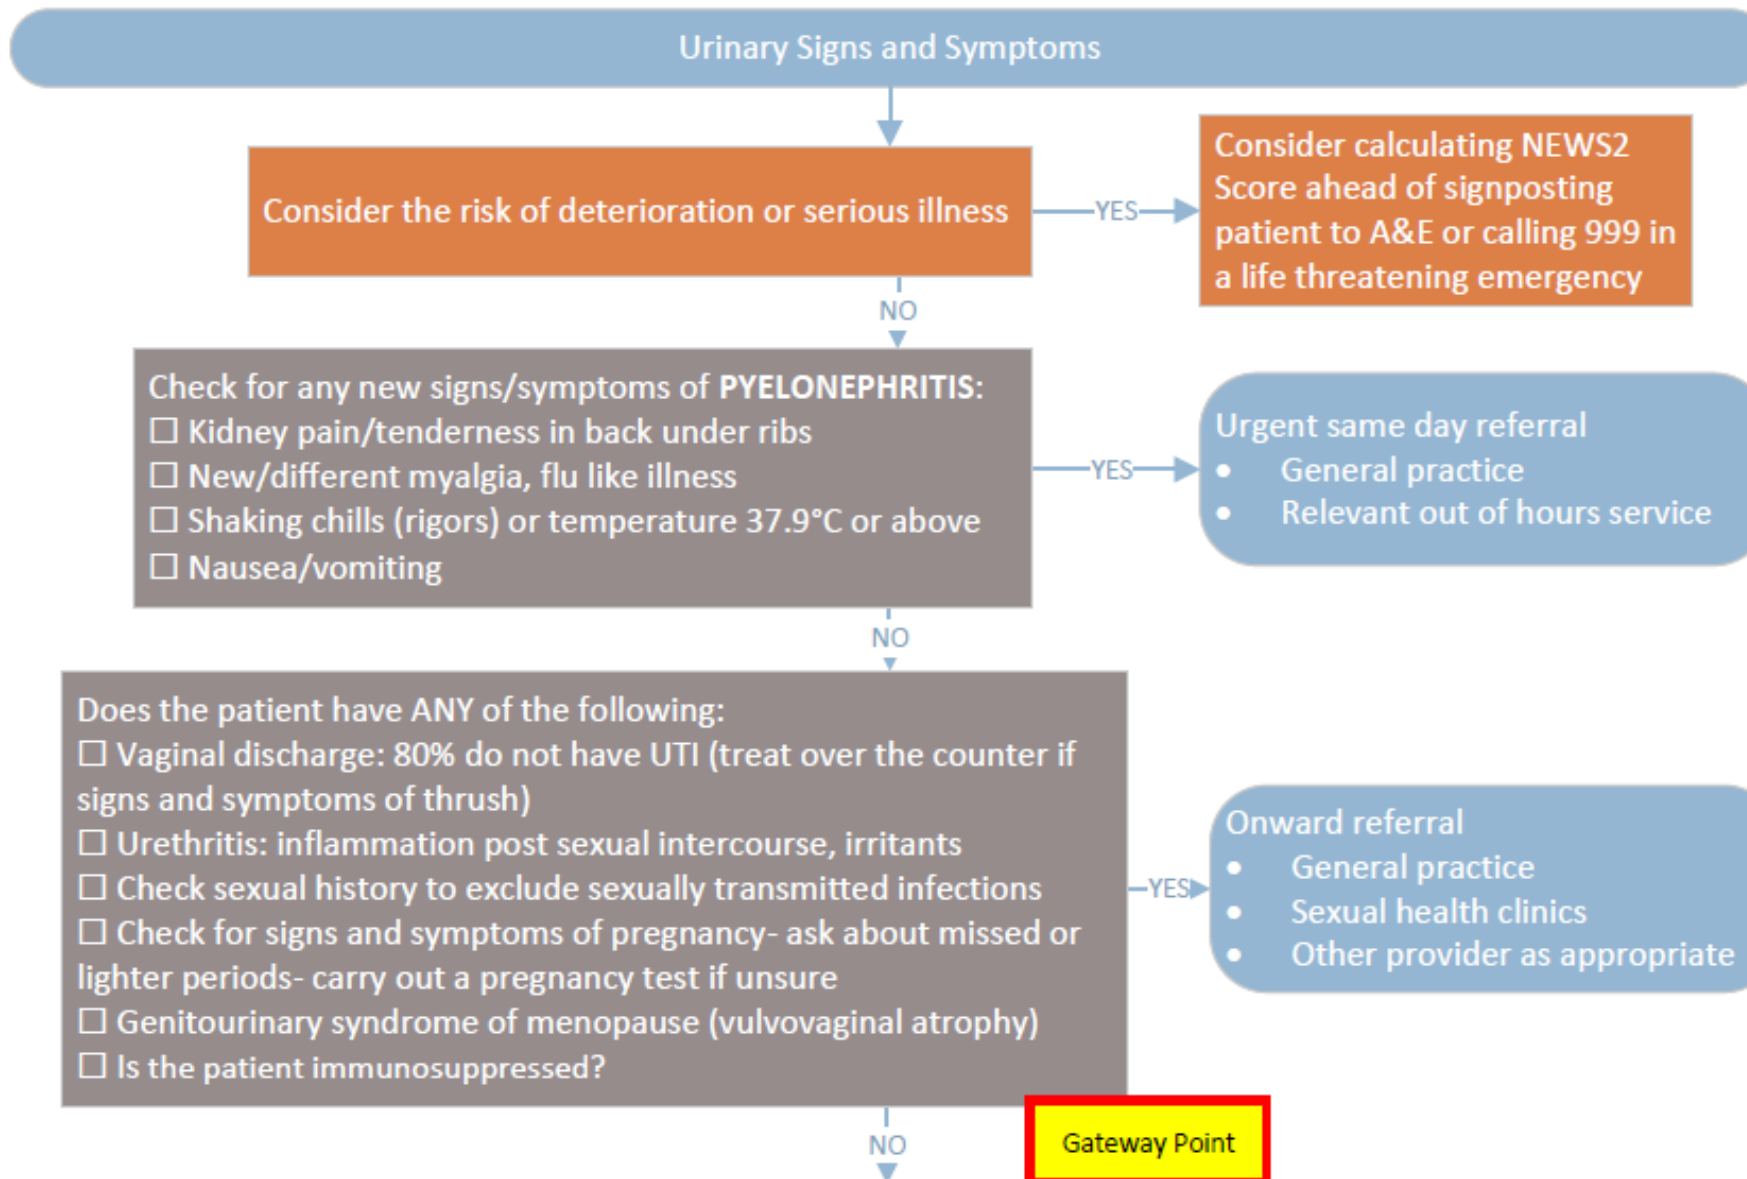 Urinary Signs and Symptoms
Consider the risk of deterioration or serious illness
YES
Consider calculating NEWS2
Score ahead of signposting
patient to A&E or calling 999 in
a life threatening emergency
NO
Check for any new signs/symptoms of PYELONEPHRITIS:
☐ Kidney pain/tenderness in back under ribs
☐ New/different myalgia, flu like illness
☐ Shaking chills (rigors) or temperature 37.9°C or above
☐ Nausea/vomiting
YES
Urgent same day referral
• General practice
• Relevant out of hours service
NO
Does the patient have ANY of the following:
☐ Vaginal discharge: 80% do not have UTI (treat over the counter if
signs and symptoms of thrush)
☐ Urethritis: inflammation post sexual intercourse, irritants
☐ Check sexual history to exclude sexually transmitted infections
☐ Check for signs and symptoms of pregnancy- ask about missed or
lighter periods- carry out a pregnancy test if unsure
☐ Genitourinary syndrome of menopause (vulvovaginal atrophy)
☐ Is the patient immunosuppressed?
YES
Onward referral
• General practice
• Sexual health clinics
• Other provider as appropriate
NO
Gateway Point